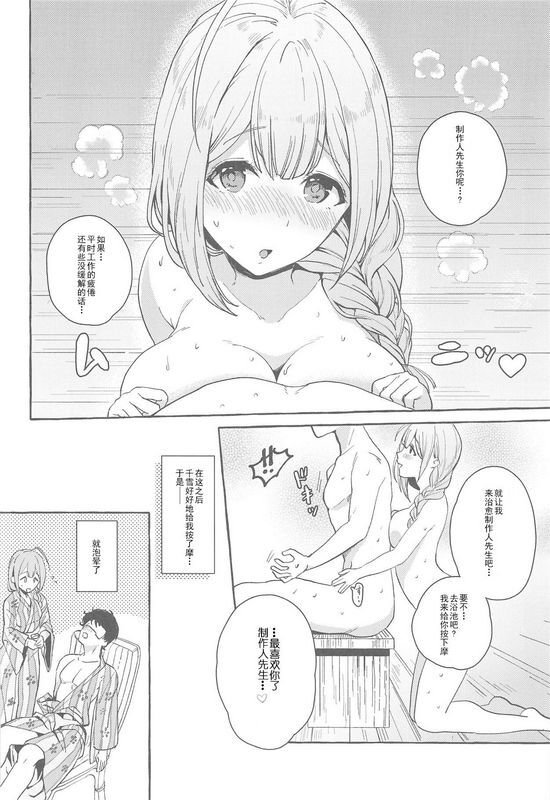 制作人先生你呢…?
如果…
平时工作的疲倦
还有些没缓解的话…
ムニッ♡
就让我
来治愈制作人先生吧…
要不…
去浴池吧?
我来给你按下摩
!!
ドキッ
…最喜欢你了
制作人先生…
♡
在这之后
千雪好好地
给我按了摩…
于是——
就泡晕了